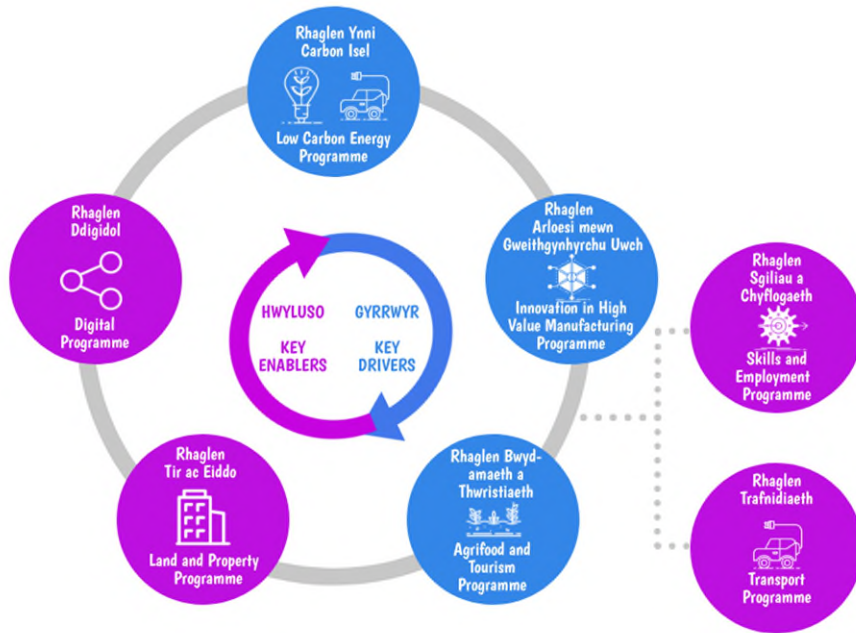 Rhaglen Ynni
Carbon Isel
Low Carbon Energy
Programme
Rhaglen
Ddigidol
Digital
Programme
Rhaglen
Arloesi mewn
Gweithgynhyrchu Uwch
Innovation in High
Value Manufacturing
Programme
Rhaglen
Sgiliau a
Chyflogaeth
Skills and
Employment
Programme
HWYLUSO
KEY
ENABLERS
GYRRWYR
KEY
DRIVERS
Rhaglen
Tir ac Eiddo
Land and Property
Programme
Rhaglen Bwyd-
amaeth a
Thwristiaeth
Agrifood and
Tourism
Programme
Rhaglen
Trafnidiaeth
Transport
Programme